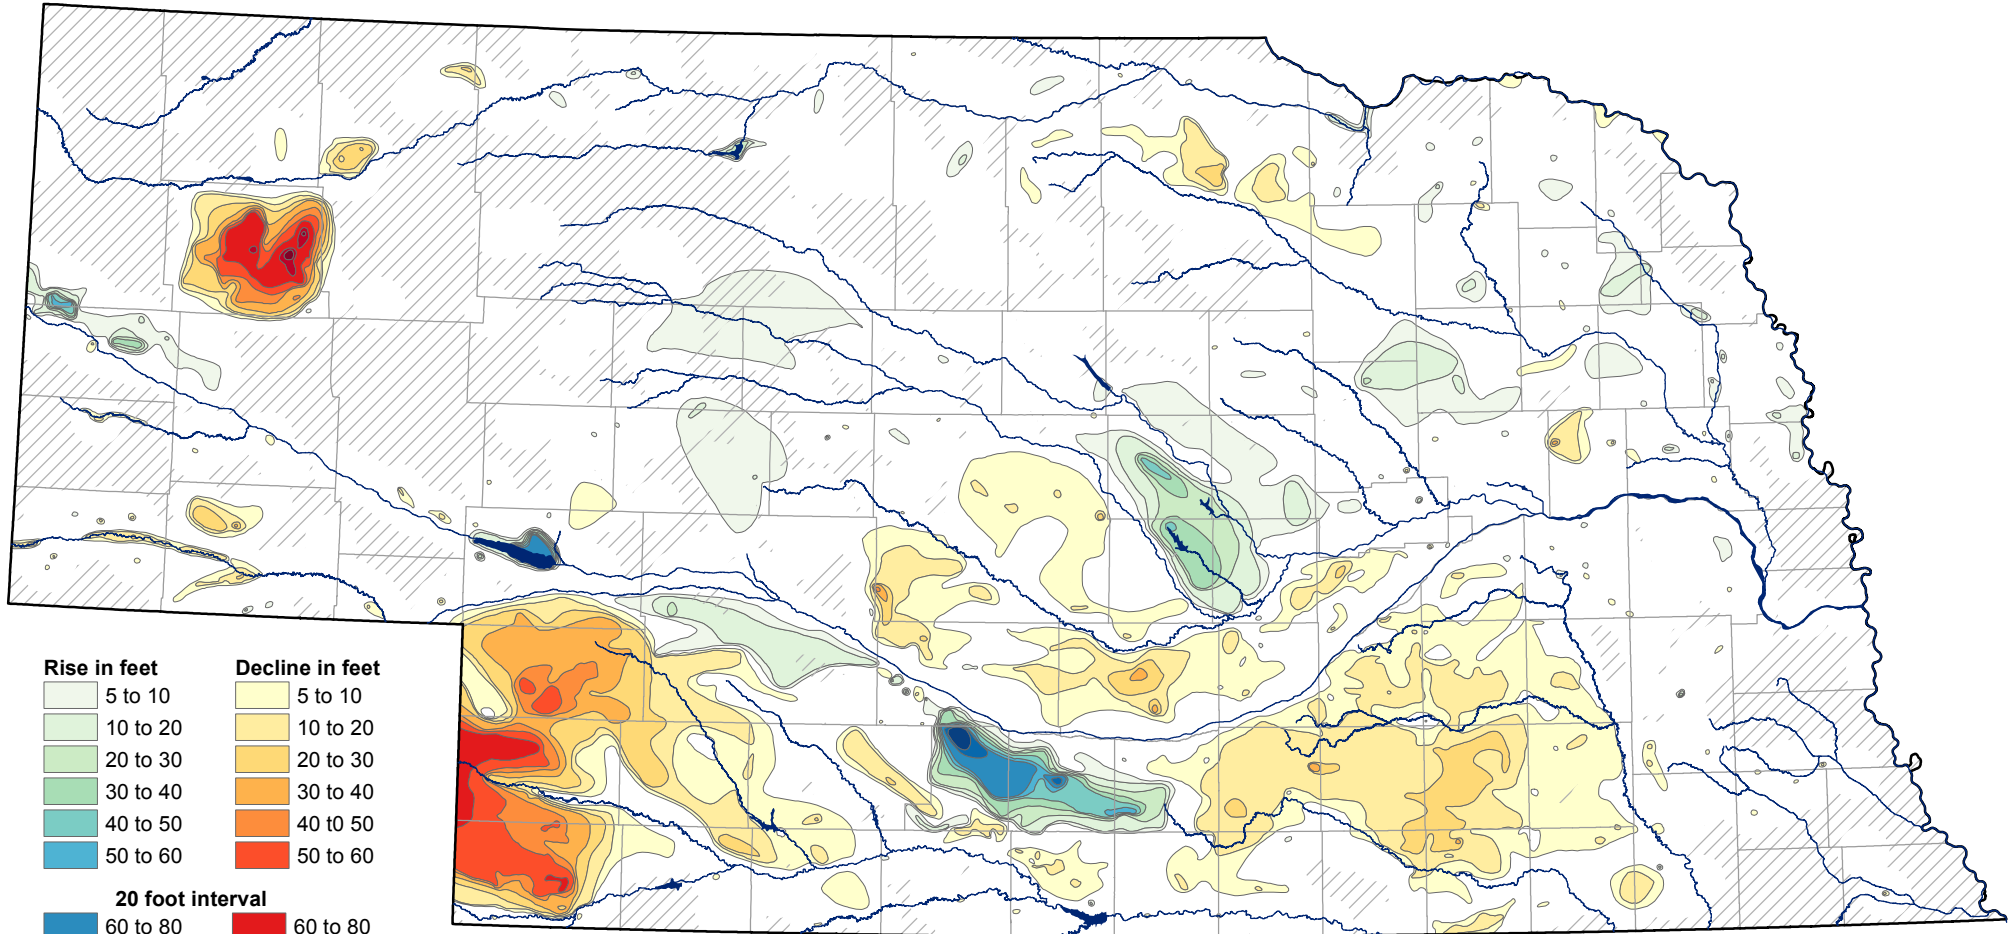 Rise in feet Decline in feet
5 to 10 5 to 10
10 to 20 10 to 20
20 to 30 20 to 30
30 to 40 30 to 40
40 to 50 40 t0 50
50 to 60 50 to 60
20 foot interval
60 to 80 60 to 80